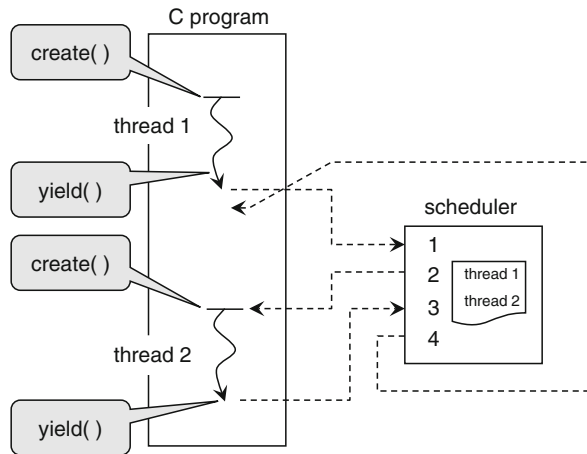 C program
create( )
thread 1
yield( )
create( )
thread 2
yield( )
scheduler
1
2
3
4
thread 1
thread 2